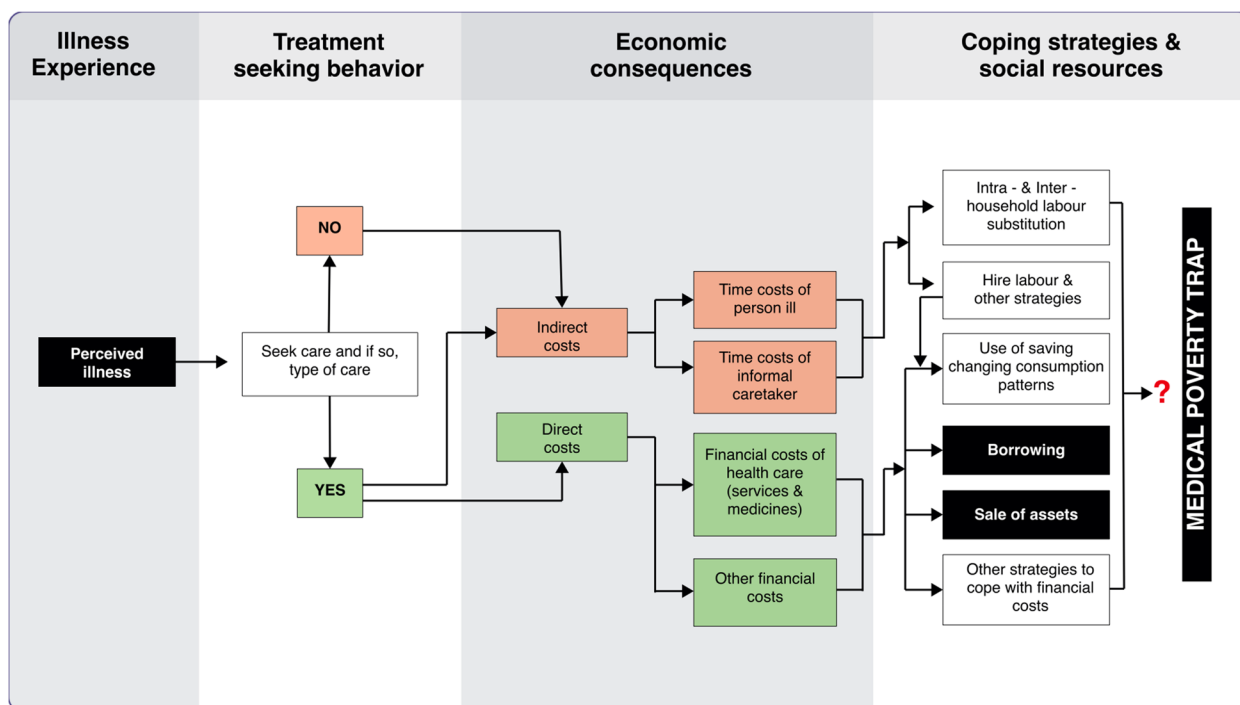 Illness
Experience
Treatment
seeking behavior
Economic
consequences
Coping strategies &
social resources
Perceived
illness
NO
Seek care and if so,
type of care
YES
Indirect
costs
Direct
costs
Time costs of
person ill
Time costs of
informal
caretaker
Financial costs of
health care
(services &
medicines)
Other financial
costs
Intra - & Inter -
household labour
substitution
Hire labour &
other strategies
Use of saving
changing consumption
patterns
Borrowing
Sale of assets
Other strategies to
cope with financial
costs
?
MEDICAL POVERTY TRAP